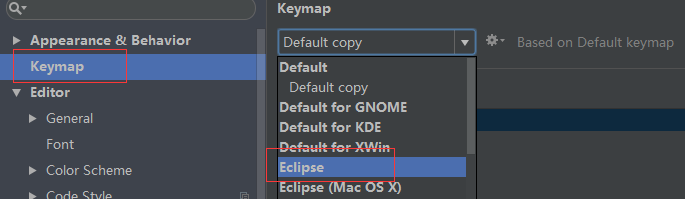 Appearance & Behavior
Keymap
Editor
General
Font
Color Scheme
Code Style
Keymap
Default copy
Based on Default keymap
Default
Default copy
Default for GNOME
Default for KDE
Default for XWin
Eclipse
Eclipse (Mac OS X)